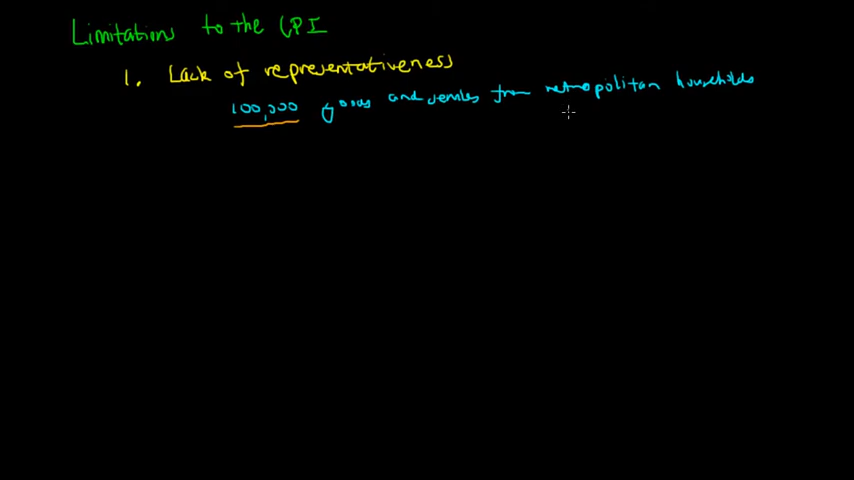 Limitations to the CPI
1. Lack of representativeness
100,000 goods and services from metropolitan households